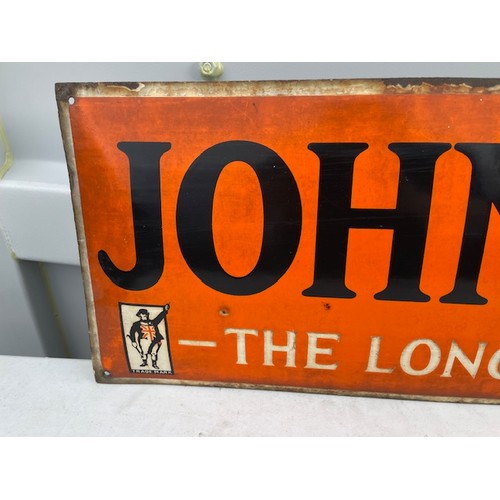 JOHN
— THE LONG
TRADE MARK